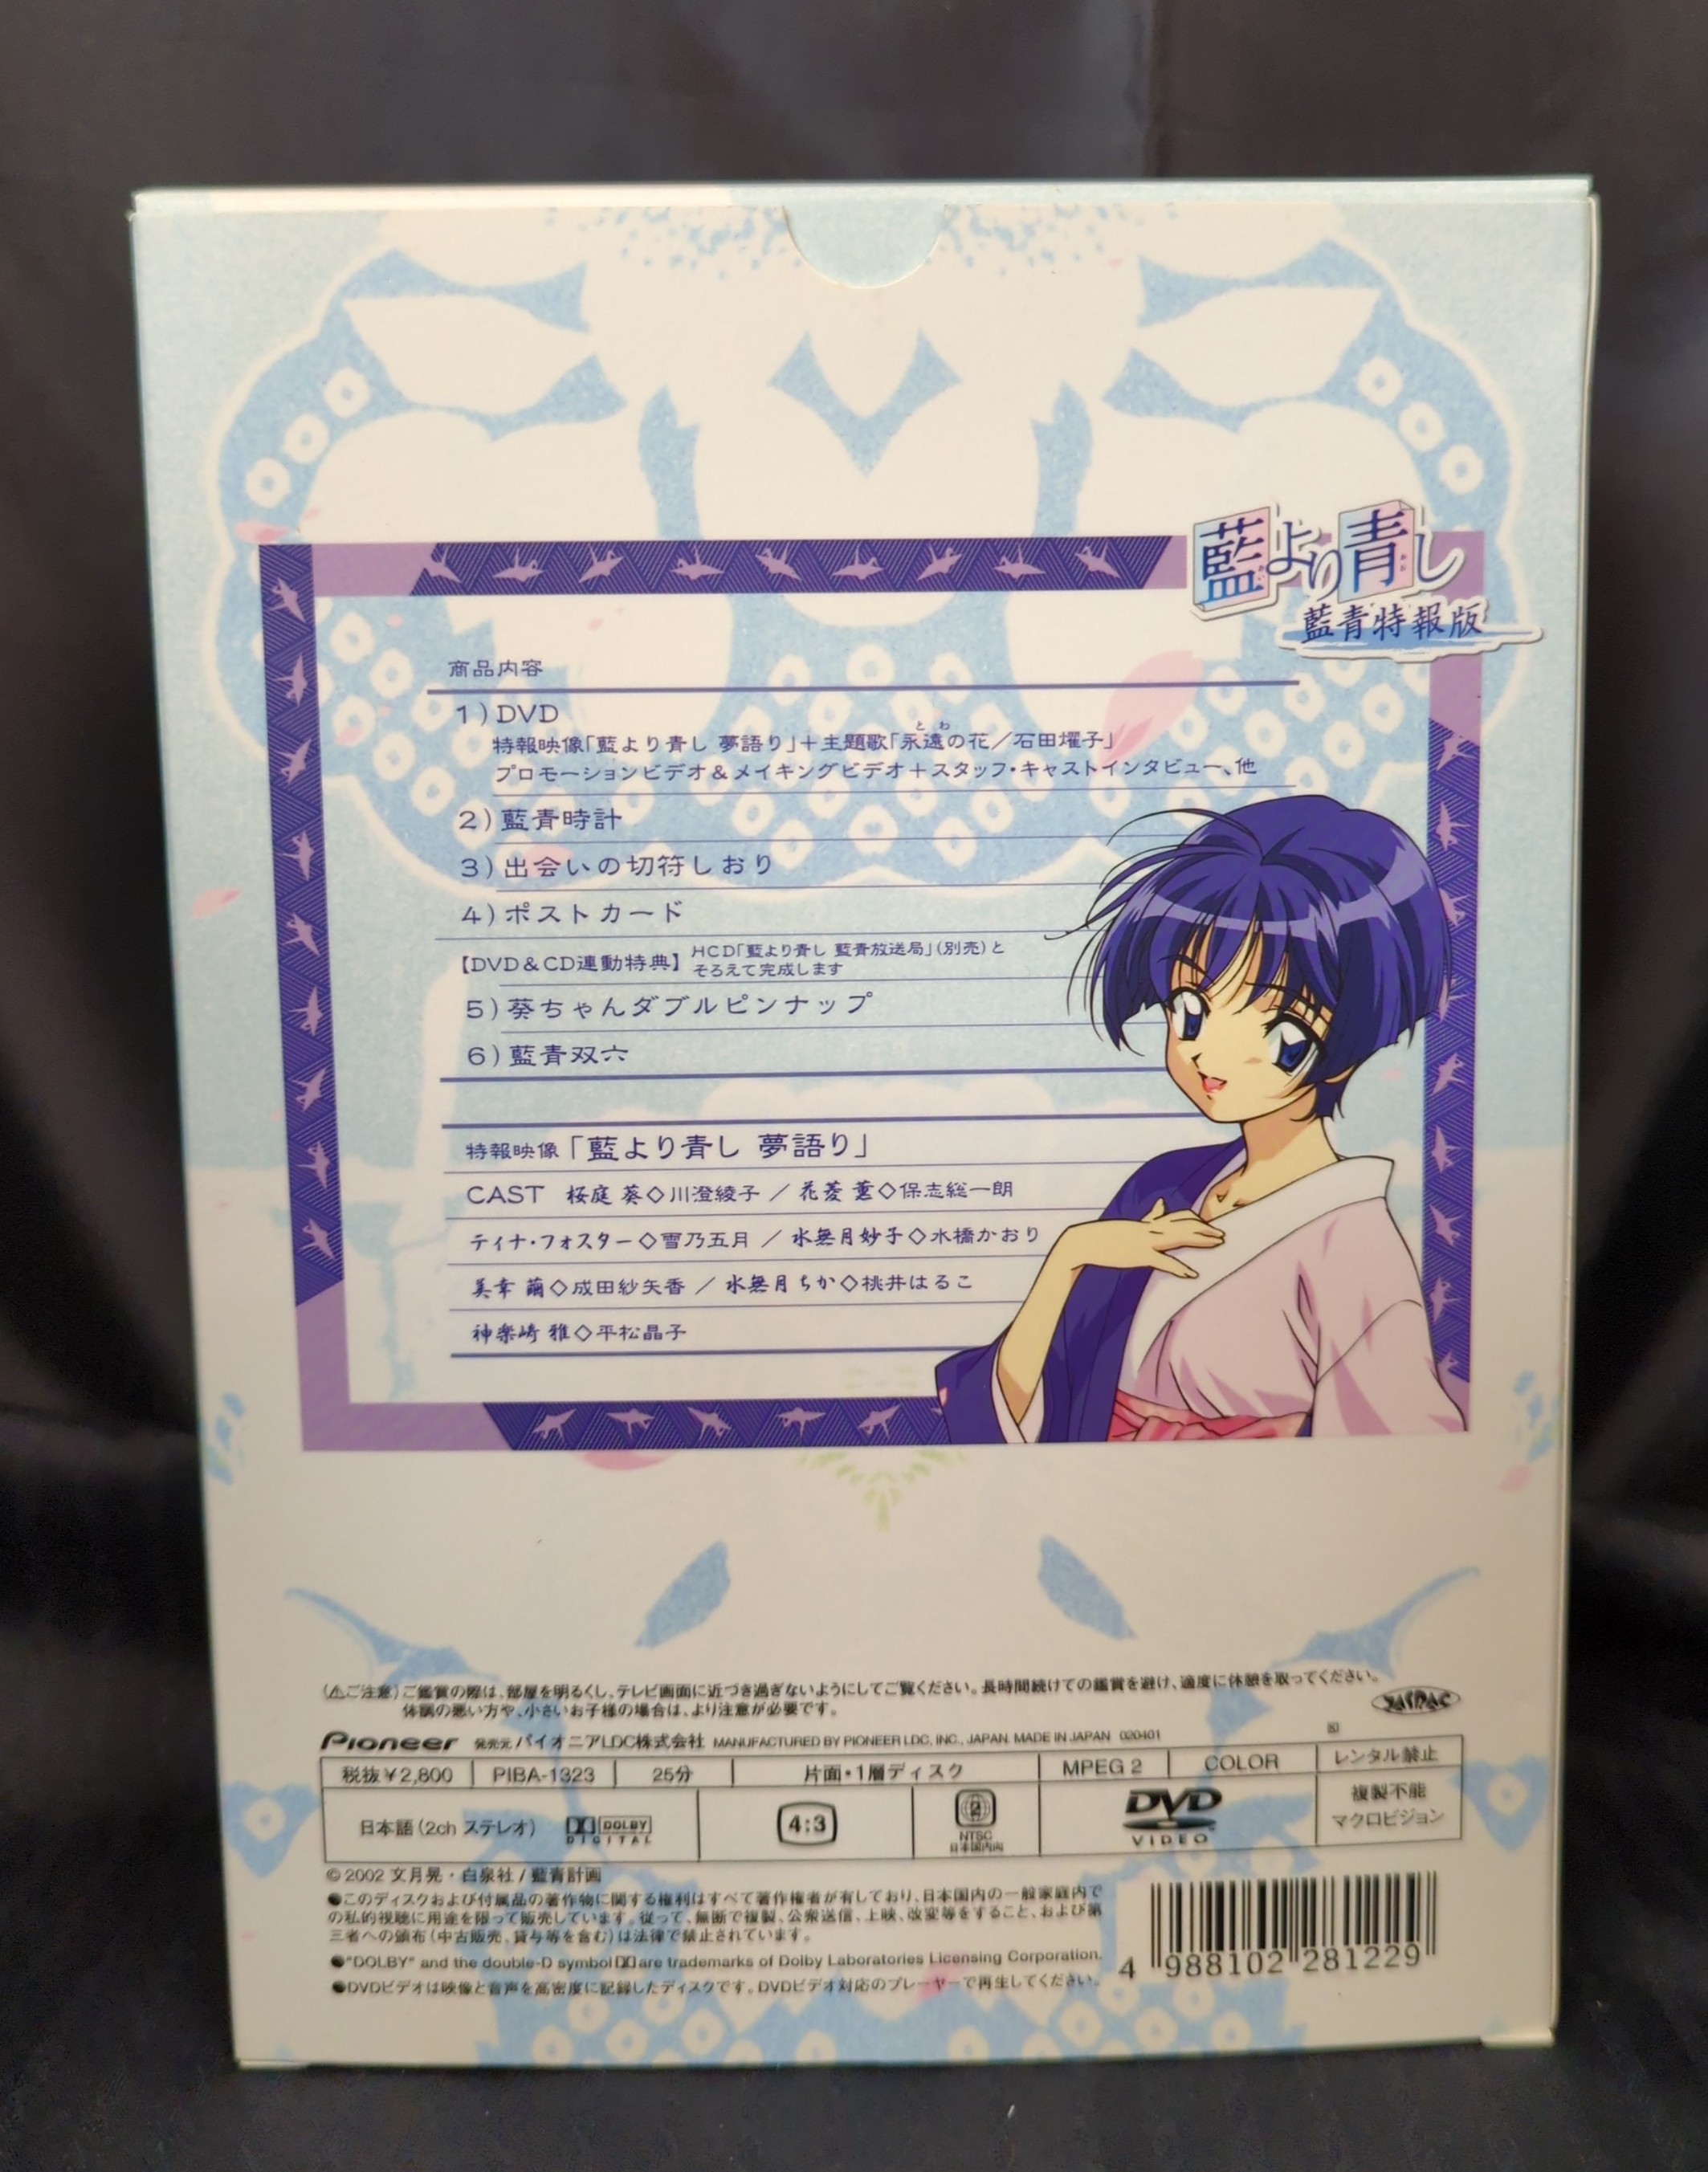 藍より青し
藍青特報版
商品内容
1)DVD
とわ
特報映像「藍より青し 夢語り」+主題歌「永遠の花/石田燿子」
プロモーションビデオ&メイキングビデオ+スタッフ・キャストインタビュー、他
2)藍青時計
3)出会いの切符しおり
4)ポストカード
【DVD&CD連動特典】HCD「藍より青し 藍青放送局」(別売)と
そろえて完成します
5)葵ちゃんダブルピンナップ
6)藍青双六
特報映像「藍より青し 夢語り」
CAST 桜庭 葵◇川澄綾子/花菱 薫◇保志総一朗
ティナ・フォスター◇雪乃五月/水無月妙子◇水橋かおり
美幸 繭◇成田紗矢香/水無月ちか◇桃井はるこ
神楽崎 雅◇平松晶子
(⚠ご注意)ご鑑賞の際は、部屋を明るくし、テレビ画面に近づき過ぎないようにしてご覧ください。長時間続けての鑑賞を避け、適度に休憩を取ってください。
体調の悪い方や、小さいお子様の場合は、より注意が必要です。
Pioneer 発売元 パイオニアLDC株式会社 MANUFACTURED BY PIONEER LDC, INC., JAPAN. MADE IN JAPAN 020401
税抜¥2,800 PIBA-1323 25分 片面・1層ディスク MPEG 2 COLOR レンタル禁止
日本語(2ch ステレオ) DOLBY DIGITAL 4:3 2 NTSC 日本国内向 DVD VIDEO 複製不能 マクロビジョン
© 2002 文月晃・白泉社/藍青計画
●このディスクおよび付属品の著作物に関する権利はすべて著作権者が有しており、日本国内の一般家庭内で
の私的視聴に用途を限って販売しています。従って、無断で複製、公衆送信、上映、改変等をすること、および第
三者への頒布(中古販売、貸与等を含む)は法律で禁止されています。
●"DOLBY" and the double-D symbol are trademarks of Dolby Laboratories Licensing Corporation.
●DVDビデオは映像と音声を高密度に記録したディスクです。DVDビデオ対応のプレーヤーで再生してください。
4 988102 281229